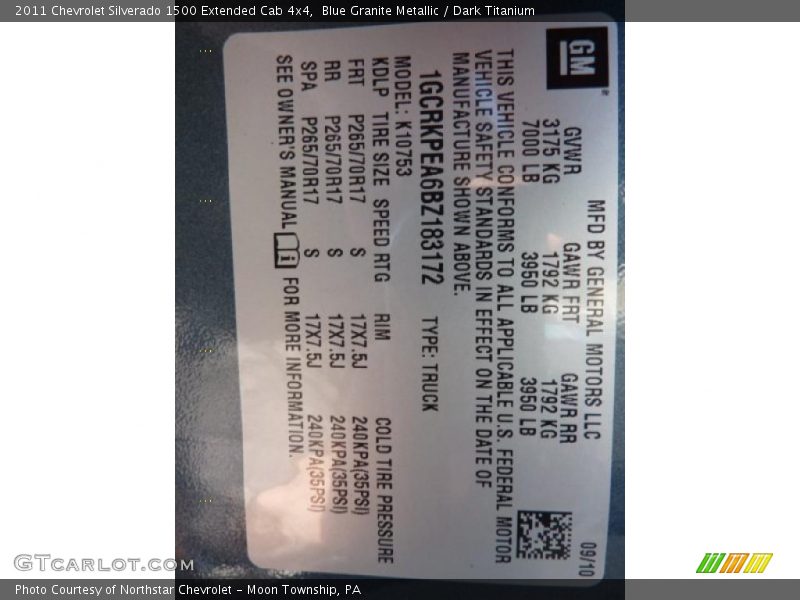 2011 Chevrolet Silverado 1500 Extended Cab 4x4,  Blue Granite Metallic / Dark Titanium
GM
MFD BY GENERAL MOTORS LLC 09/10
GVWR GAWR FRT GAWR RR
3175 KG 1792 KG 1792 KG
7000 LB 3950 LB 3950 LB
THIS VEHICLE CONFORMS TO ALL APPLICABLE U.S. FEDERAL MOTOR
VEHICLE SAFETY STANDARDS IN EFFECT ON THE DATE OF
MANUFACTURE SHOWN ABOVE.
1GCRKPEA6BZ183172 TYPE: TRUCK
MODEL: K10753
KDLP TIRE SIZE SPEED RTG RIM COLD TIRE PRESSURE
FRT P265/70R17 S 17X7.5J 240KPA(35PSI)
RR P265/70R17 S 17X7.5J 240KPA(35PSI)
SPA P265/70R17 S 17X7.5J 240KPA(35PSI)
SEE OWNER'S MANUAL FOR MORE INFORMATION.
GTcarlot.com
Photo Courtesy of Northstar Chevrolet - Moon Township, PA